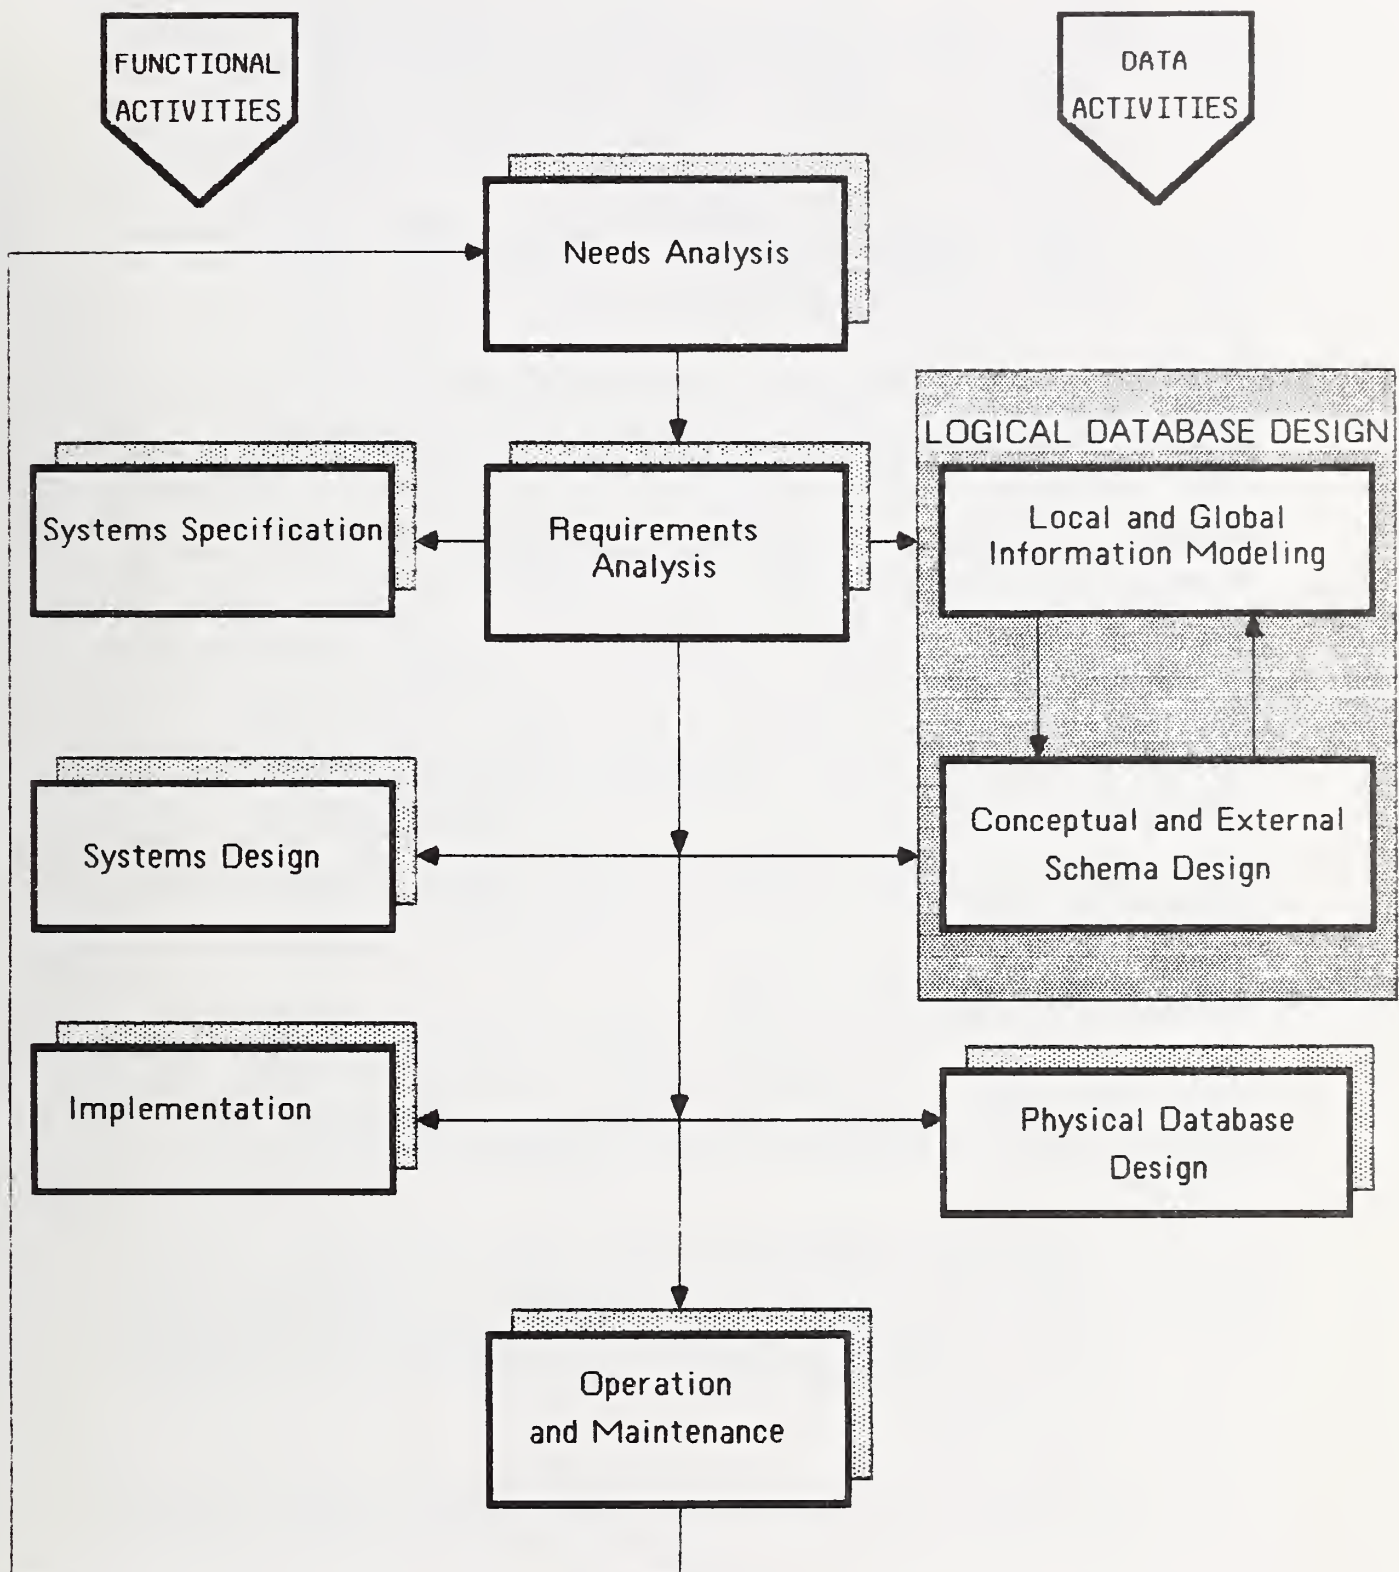 FUNCTIONAL
ACTIVITIES
DATA
ACTIVITIES
Needs Analysis
LOGICAL DATABASE DESIGN
Systems Specification
Requirements
Analysis
Local and Global
Information Modeling
Systems Design
Conceptual and External
Schema Design
Implementation
Physical Database
Design
Operation
and Maintenance